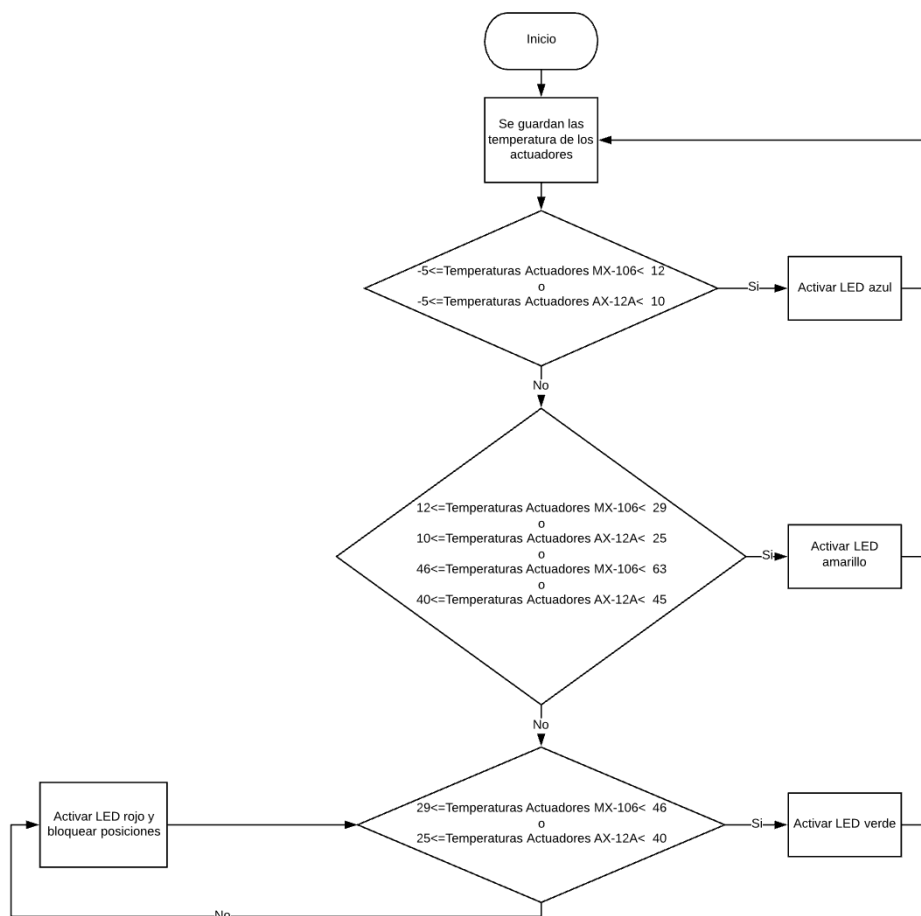 Inicio
Se guardan las
temperatura de los
actuadores
-5<=Temperaturas Actuadores MX-106< 12
o
-5<=Temperaturas Actuadores AX-12A< 10
Si
Activar LED azul
No
12<=Temperaturas Actuadores MX-106< 29
o
10<=Temperaturas Actuadores AX-12A< 25
o
46<=Temperaturas Actuadores MX-106< 63
o
40<=Temperaturas Actuadores AX-12A< 45
Si
Activar LED
amarillo
No
Activar LED rojo y
bloquear posiciones
29<=Temperaturas Actuadores MX-106< 46
o
25<=Temperaturas Actuadores AX-12A< 40
Si
Activar LED verde
No